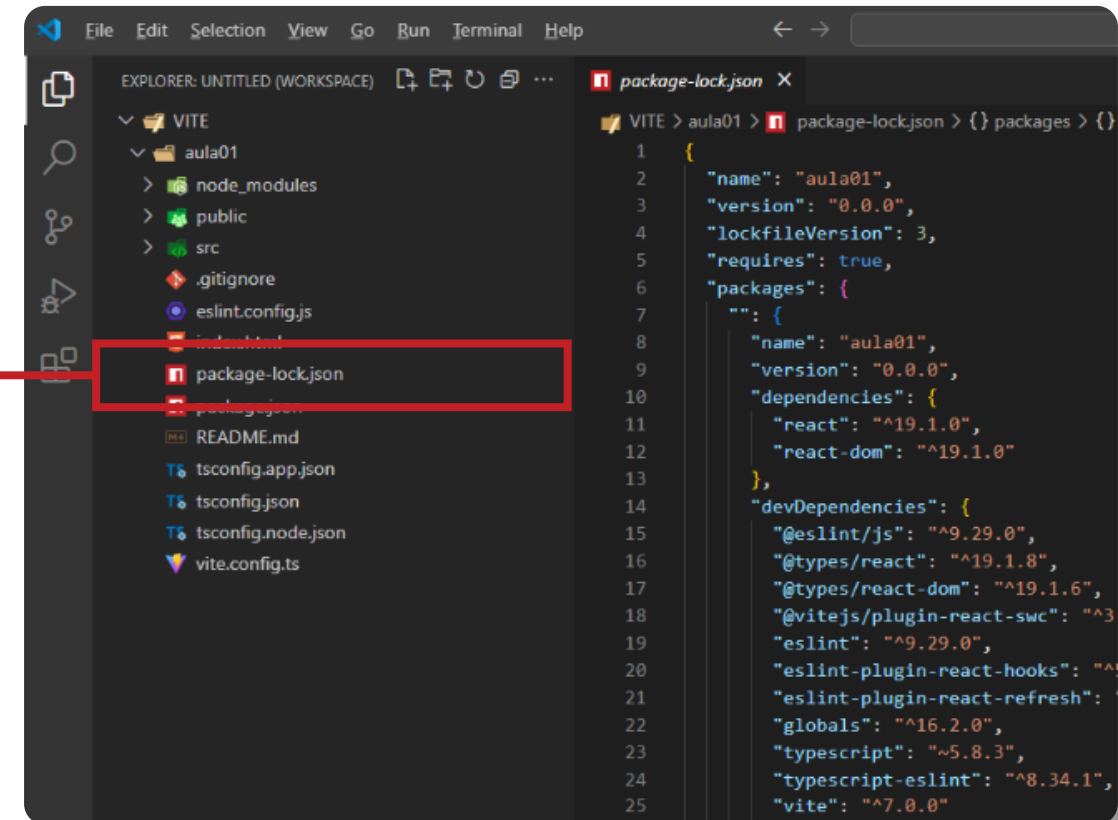 File Edit Selection View Go Run Terminal Help
EXPLORER: UNTITLED (WORKSPACE)
VITE
aula01
node_modules
public
src
.gitignore
eslint.config.js
index.html
package-lock.json
package.json
README.md
tsconfig.app.json
tsconfig.json
tsconfig.node.json
vite.config.ts
package-lock.json
VITE > aula01 > package-lock.json > {} packages > {}
1 {
2 "name": "aula01",
3 "version": "0.0.0",
4 "lockfileVersion": 3,
5 "requires": true,
6 "packages": {
7 "": {
8 "name": "aula01",
9 "version": "0.0.0",
10 "dependencies": {
11 "react": "^19.1.0",
12 "react-dom": "^19.1.0"
13 },
14 "devDependencies": {
15 "@eslint/js": "^9.29.0",
16 "@types/react": "^19.1.8",
17 "@types/react-dom": "^19.1.6",
18 "@vitejs/plugin-react-swc": "^3
19 "eslint": "^9.29.0",
20 "eslint-plugin-react-hooks": "^
21 "eslint-plugin-react-refresh":
22 "globals": "^16.2.0",
23 "typescript": "~5.8.3",
24 "typescript-eslint": "^8.34.1",
25 "vite": "^7.0.0"